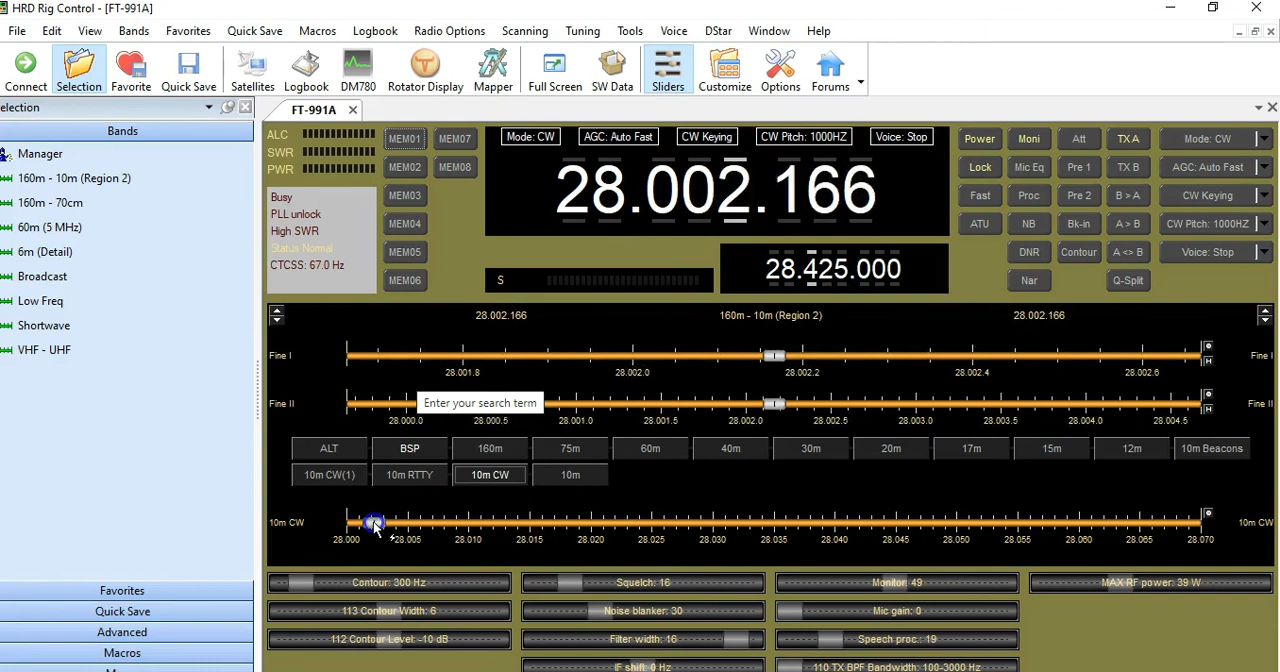 HRD Rig Control - [FT-991A]
File Edit View Bands Favorites Quick Save Macros Logbook Radio Options Scanning Tuning Tools Voice DStar Window Help
Connect Selection Favorite Quick Save Satellites Logbook DM780 Rotator Display Mapper Full Screen SW Data Sliders Customize Options Forums
election
FT-991A
Bands
Manager
160m - 10m (Region 2)
160m - 70cm
60m (5 MHz)
6m (Detail)
Broadcast
Low Freq
Shortwave
VHF - UHF
Favorites
Quick Save
Advanced
Macros
ALC
SWR
PWR
Busy
PLL unlock
High SWR
Status Normal
CTCSS: 67.0 Hz
MEM01 MEM07
MEM02 MEM08
MEM03
MEM04
MEM05
MEM06
Mode: CW AGC: Auto Fast CW Keying CW Pitch: 1000HZ Voice: Stop
28.002.166
S
28.425.000
Power Moni Att TX A Mode: CW
Lock Mic Eq Pre 1 TX B AGC: Auto Fast
Fast Proc Pre 2 B > A CW Keying
ATU NB Bk-in A > B CW Pitch: 1000HZ
DNR Contour A <> B Voice: Stop
Nar Q-Split
28.002.166 160m - 10m (Region 2) 28.002.166
Fine I Fine I
28.001.8 28.002.0 28.002.2 28.002.4 28.002.6
Fine II Enter your search term Fine II
28.000.0 28.000.5 28.001.0 28.001.5 28.002.0 28.002.5 28.003.0 28.003.5 28.004.0 28.004.5
ALT BSP 160m 75m 60m 40m 30m 20m 17m 15m 12m 10m Beacons
10m CW(1) 10m RTTY 10m CW 10m
10m CW 10m CW
28.000 28.005 28.010 28.015 28.020 28.025 28.030 28.035 28.040 28.045 28.050 28.055 28.060 28.065 28.070
Contour: 300 Hz Squelch: 16 Monitor: 49 MAX RF power: 39 W
113 Contour Width: 6 Noise blanker: 30 Mic gain: 0
112 Contour Level: -10 dB Filter width: 16 Speech proc.: 19
IF shift: 0 Hz 110 TX BPF Bandwidth: 100-3000 Hz